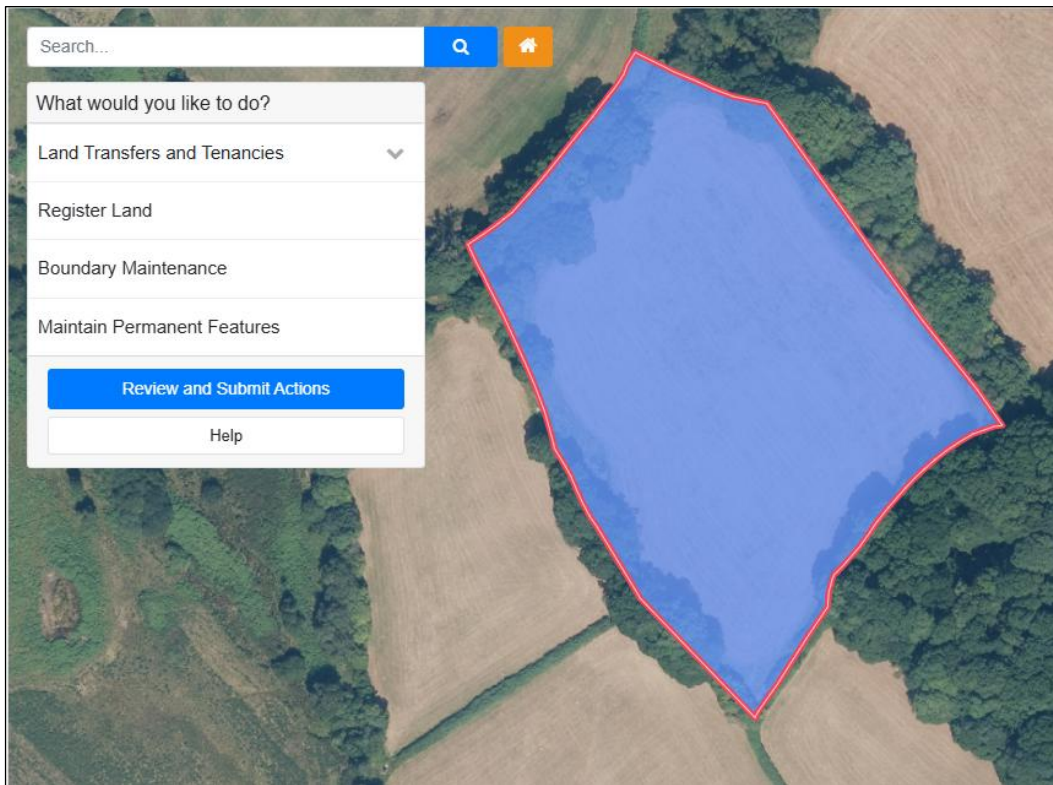 Search...
What would you like to do?
Land Transfers and Tenancies
Register Land
Boundary Maintenance
Maintain Permanent Features
Review and Submit Actions
Help